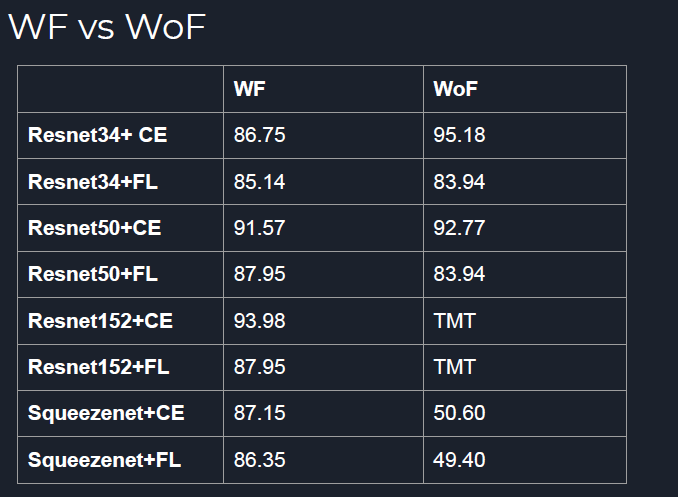 WF vs WoF
WF WoF
Resnet34+ CE 86.75 95.18
Resnet34+FL 85.14 83.94
Resnet50+CE 91.57 92.77
Resnet50+FL 87.95 83.94
Resnet152+CE 93.98 TMT
Resnet152+FL 87.95 TMT
Squeezenet+CE 87.15 50.60
Squeezenet+FL 86.35 49.40